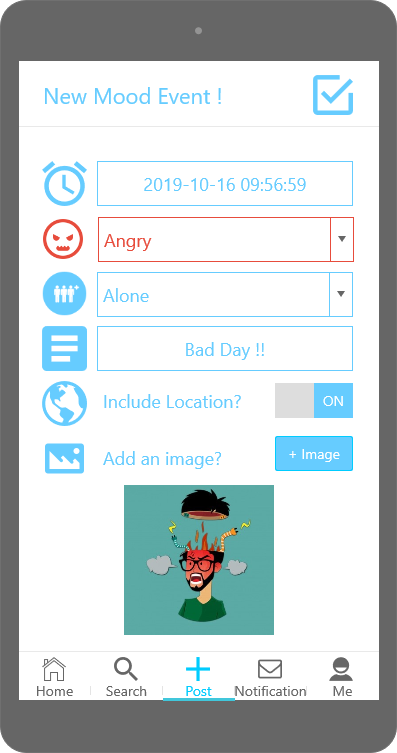 New Mood Event !
2019-10-16 09:56:59
Angry
Alone
Bad Day !!
Include Location?
ON
Add an image?
+ Image
Home
Search
Post
Notification
Me